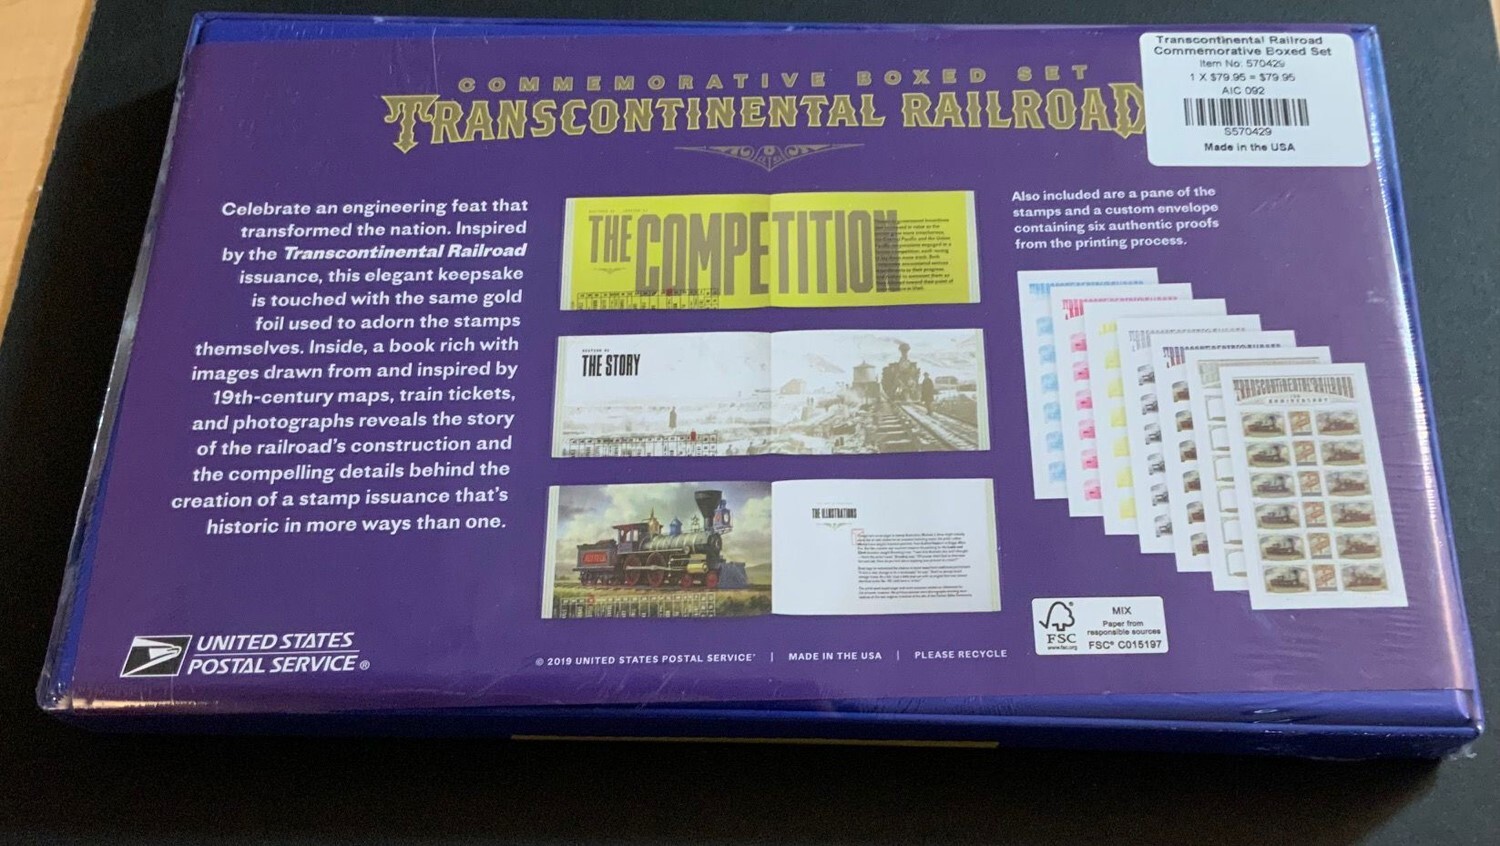 COMMEMORATIVE BOXED SET
TRANSCONTINENTAL RAILROAD
Transcontinental Railroad
Commemorative Boxed Set
Item No: 570429
1 X $79.95 = $79.95
AIC 092
S570429
Made in the USA
Celebrate an engineering feat that
transformed the nation. Inspired
by the Transcontinental Railroad
issuance, this elegant keepsake
is touched with the same gold
foil used to adorn the stamps
themselves. Inside, a book rich with
images drawn from and inspired by
19th-century maps, train tickets,
and photographs reveals the story
of the railroad's construction and
the compelling details behind the
creation of a stamp issuance that's
historic in more ways than one.
THE COMPETITION
THE STORY
THE ILLUSTRATIONS
Also included are a pane of the
stamps and a custom envelope
containing six authentic proofs
from the printing process.
TRANSCONTINENTAL RAILROAD
ANNIVERSARY
UNITED STATES
POSTAL SERVICE ®
© 2019 UNITED STATES POSTAL SERVICE® | MADE IN THE USA | PLEASE RECYCLE
FSC
www.fsc.org
MIX
Paper from
responsible sources
FSC® C015197